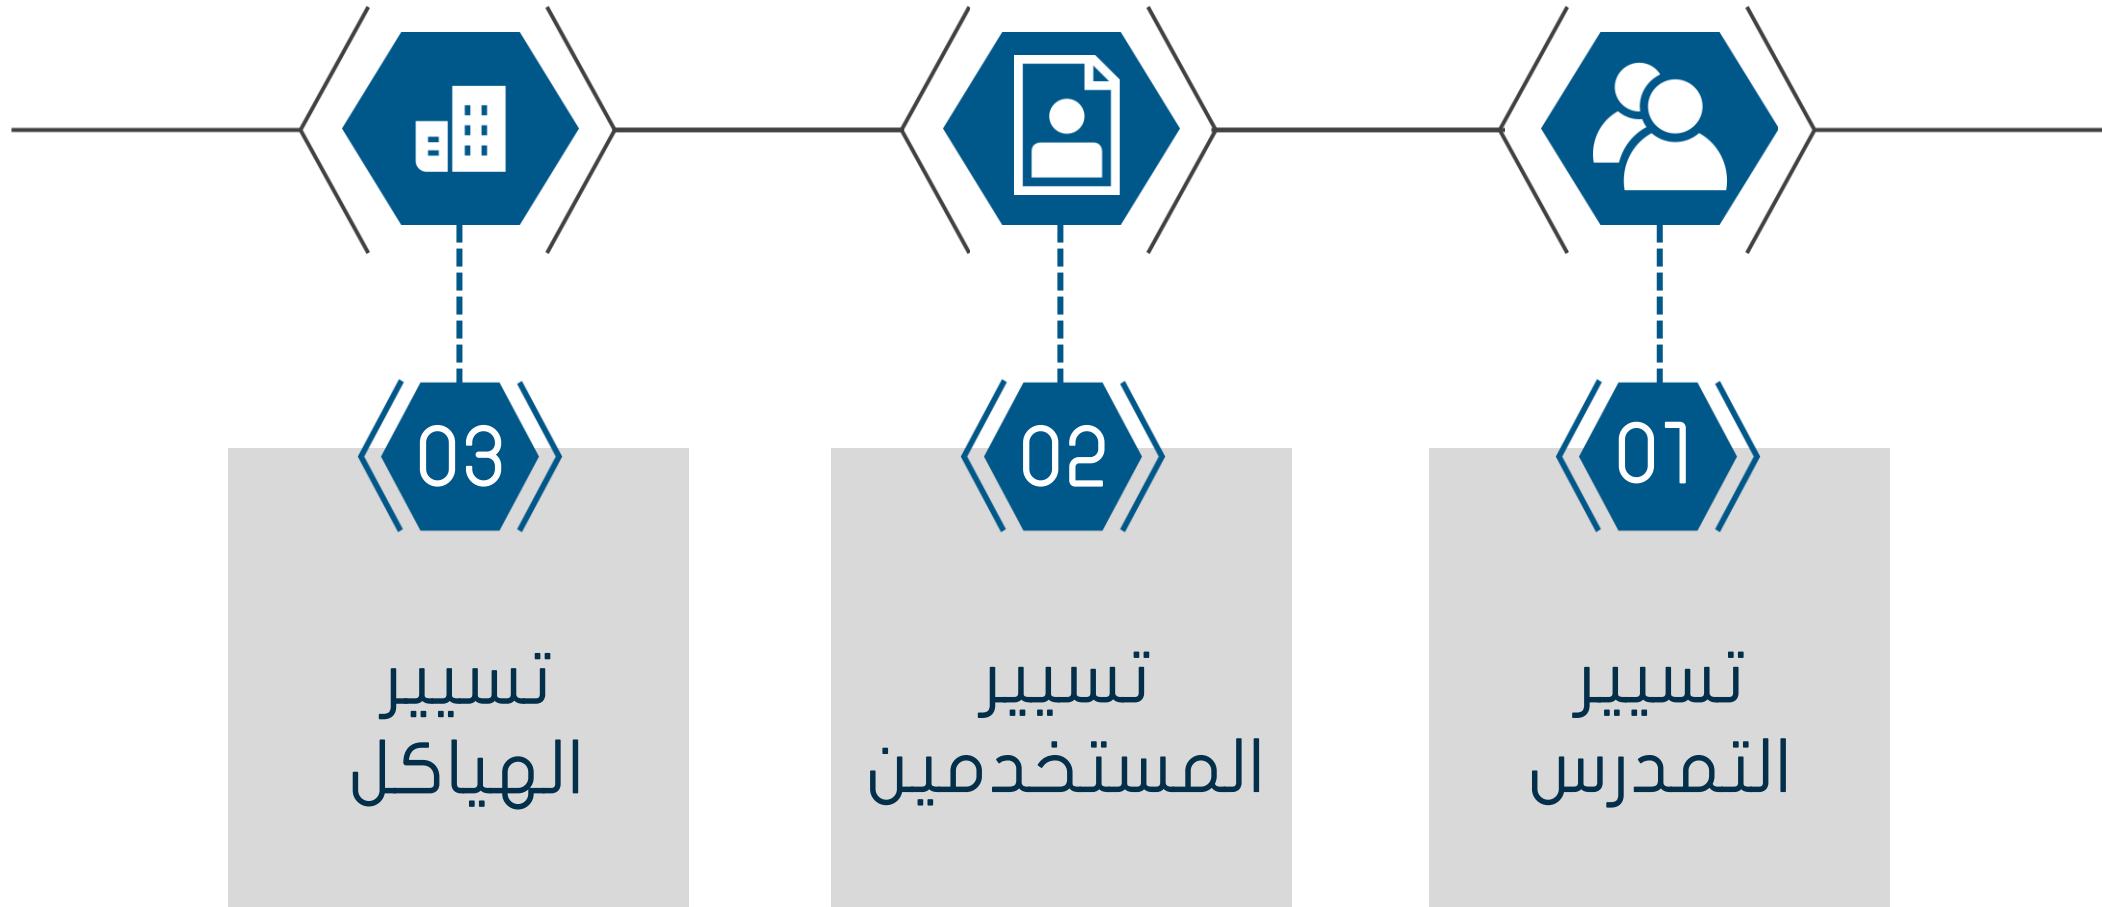 01
تسيير
التمدرس
02
تسيير
المستخدمين
03
تسيير
الهياكل